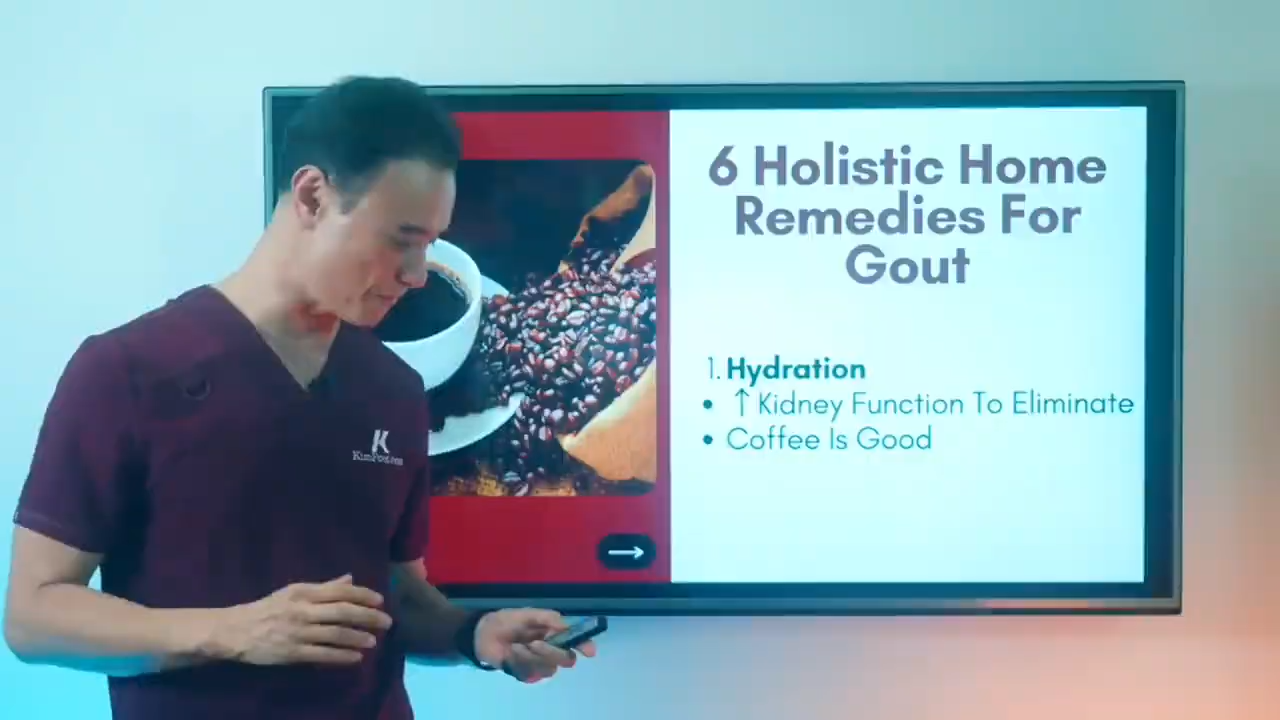 6 Holistic Home
Remedies For
Gout
1. Hydration
• ↑ Kidney Function To Eliminate
• Coffee Is Good
K